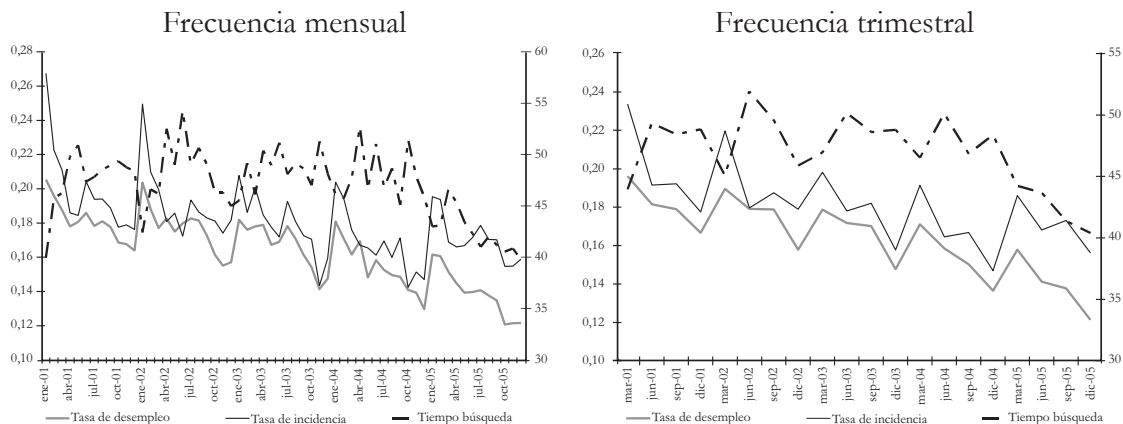 Frecuencia mensual
0,28
0,26
0,24
0,22
0,20
0,18
0,16
0,14
0,12
0,10
60
55
50
45
40
35
30
ene-01
abr-01
jul-01
oct-01
ene-02
abr-02
jul-02
oct-02
ene-03
abr-03
jul-03
oct-03
ene-04
abr-04
jul-04
oct-04
ene-05
abr-05
jul-05
oct-05
Tasa de desempleo
Tasa de incidencia
Tiempo búsqueda
Frecuencia trimestral
0,26
0,24
0,22
0,20
0,18
0,16
0,14
0,12
0,10
55
50
45
40
35
30
mar-01
jun-01
sep-01
dic-01
mar-02
jun-02
sep-02
dic-02
mar-03
jun-03
sep-03
dic-03
mar-04
jun-04
sep-04
dic-04
mar-05
jun-05
sep-05
dic-05
Tasa de desempleo
Tasa de incidencia
Tiempo búsqueda